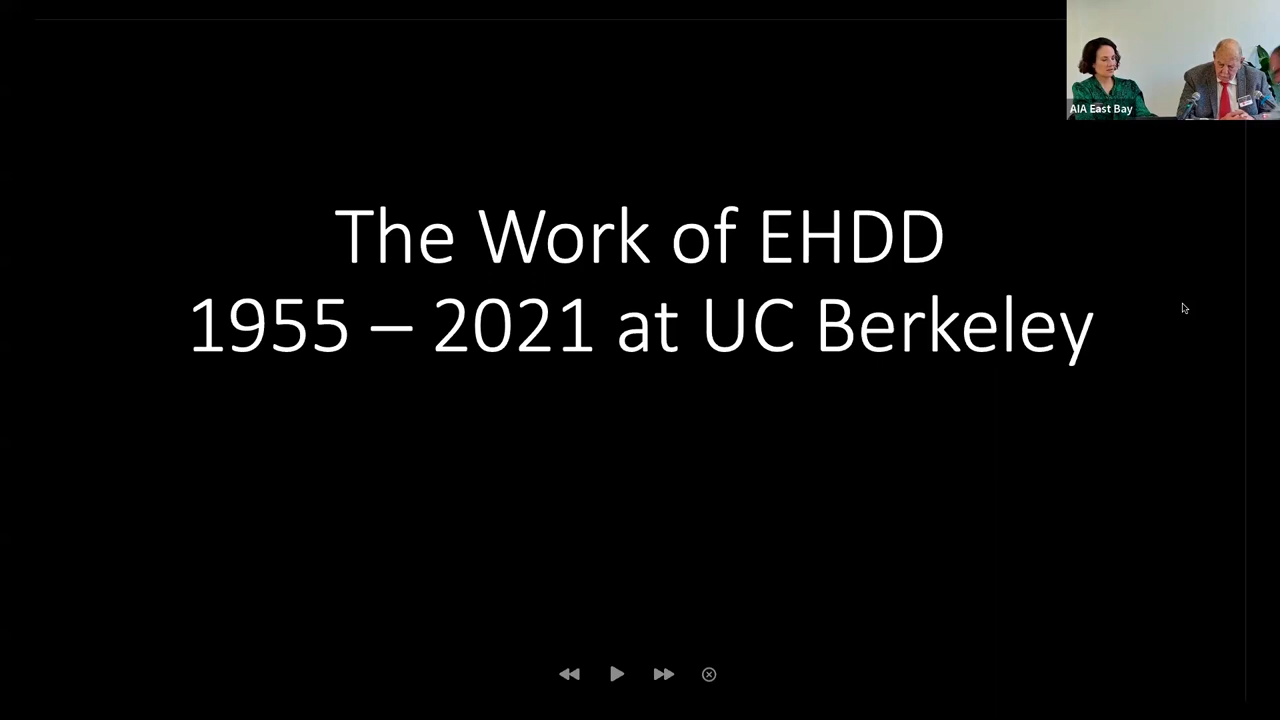 The Work of EHDD
1955 – 2021 at UC Berkeley
AIA East Bay